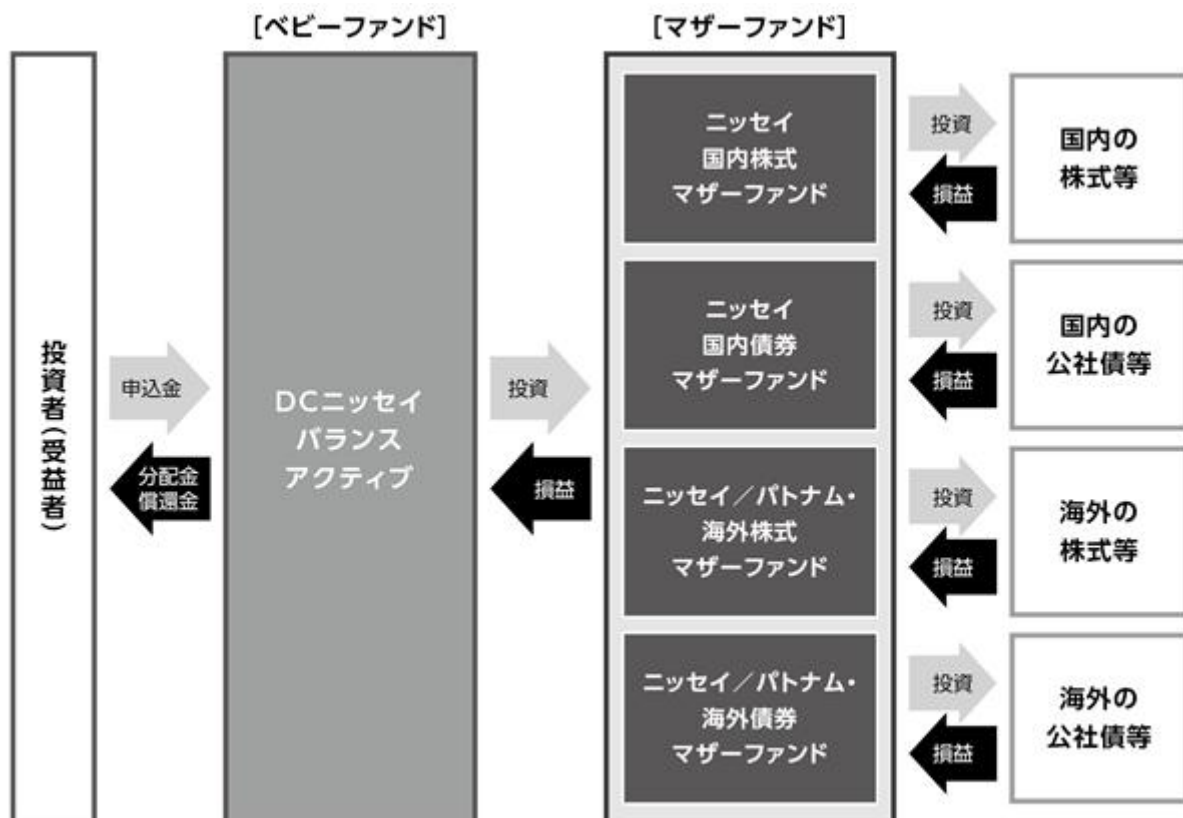 [ベビーファンド]
[マザーファンド]
投資者(受益者)
申込金
分配金
償還金
DCニッセイ
バランス
アクティブ
投資
損益
ニッセイ
国内株式
マザーファンド
投資
損益
国内の
株式等
ニッセイ
国内債券
マザーファンド
投資
損益
国内の
公社債等
ニッセイ/パトナム・
海外株式
マザーファンド
投資
損益
海外の
株式等
ニッセイ/パトナム・
海外債券
マザーファンド
投資
損益
海外の
公社債等